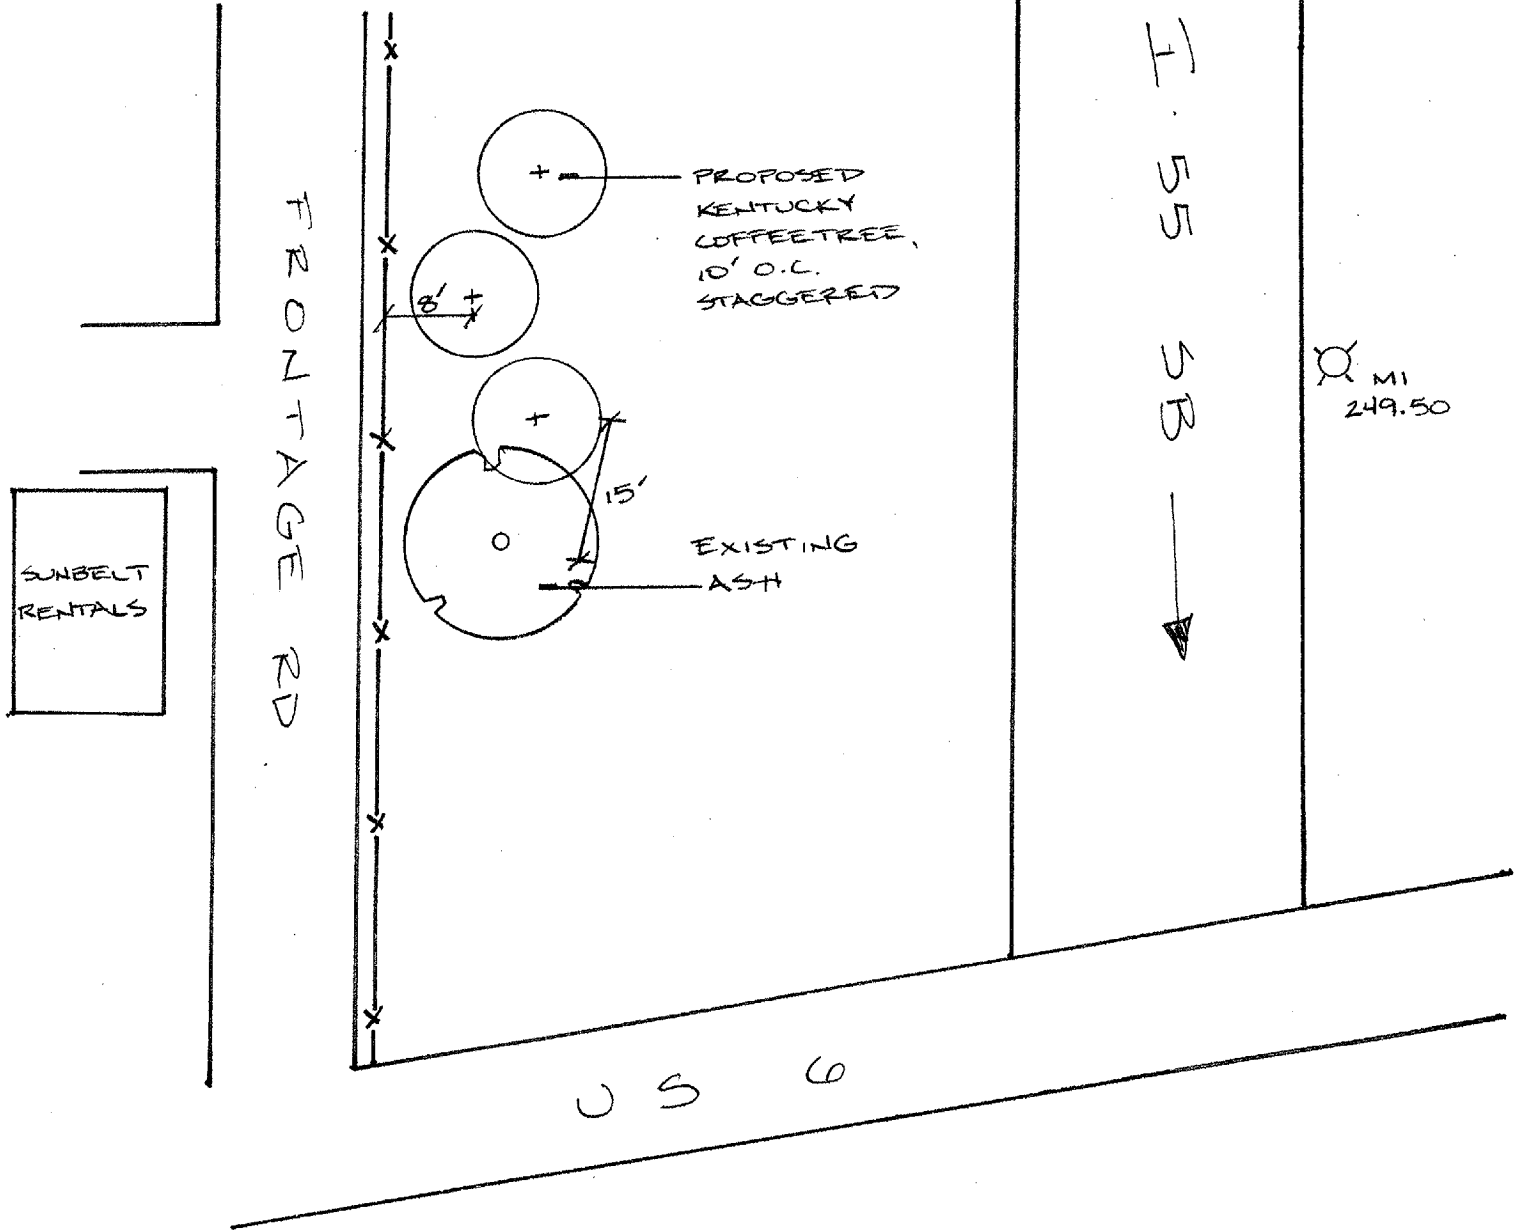 I-55 SB
FRONTAGE RD
PROPOSED
KENTUCKY
COFFEETREE,
10' O.C.
STAGGERED
8'
MI
249.50
15'
EXISTING
ASH
SUNBELT
RENTALS
US 6